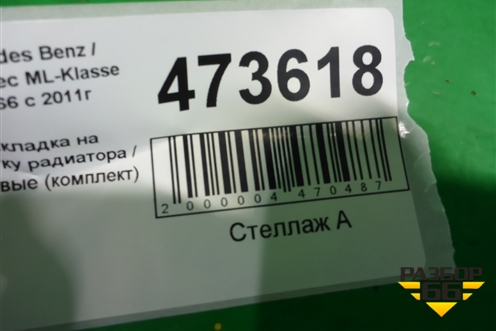 des Benz /
ес ML-Klasse
66 с 2011г
кладка на
ку радиатора /
вые (комплект)
473618
2 000004 470487
Стеллаж А
РАЗБОР
66